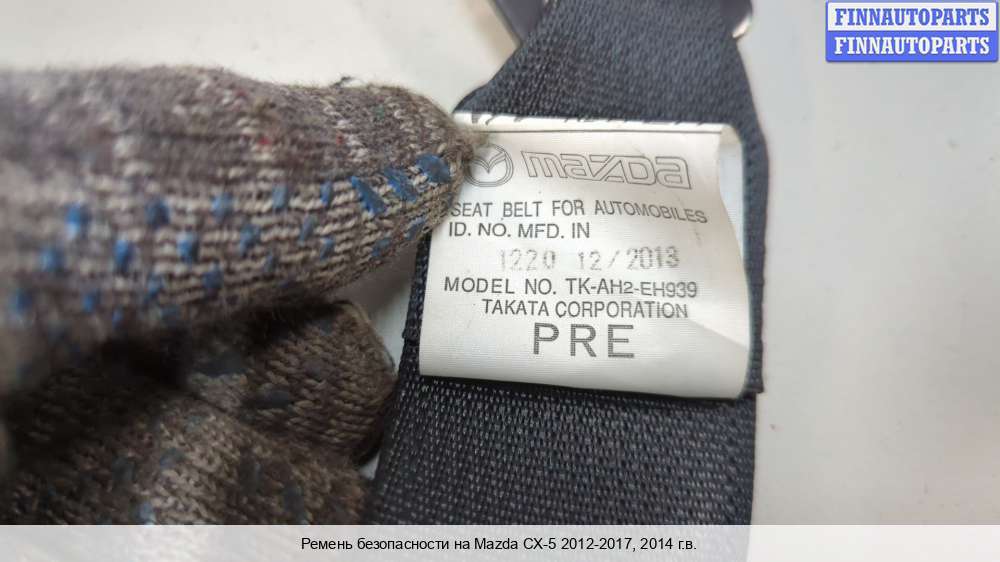 FINNAUTOPARTS
FINNAUTOPARTS
mazda
SEAT BELT FOR AUTOMOBILES
ID. NO. MFD. IN
1220 12/2013
MODEL NO. TK-AH2-EH939
TAKATA CORPORATION
PRE
Ремень безопасности на Mazda CX-5 2012-2017, 2014 г.в.